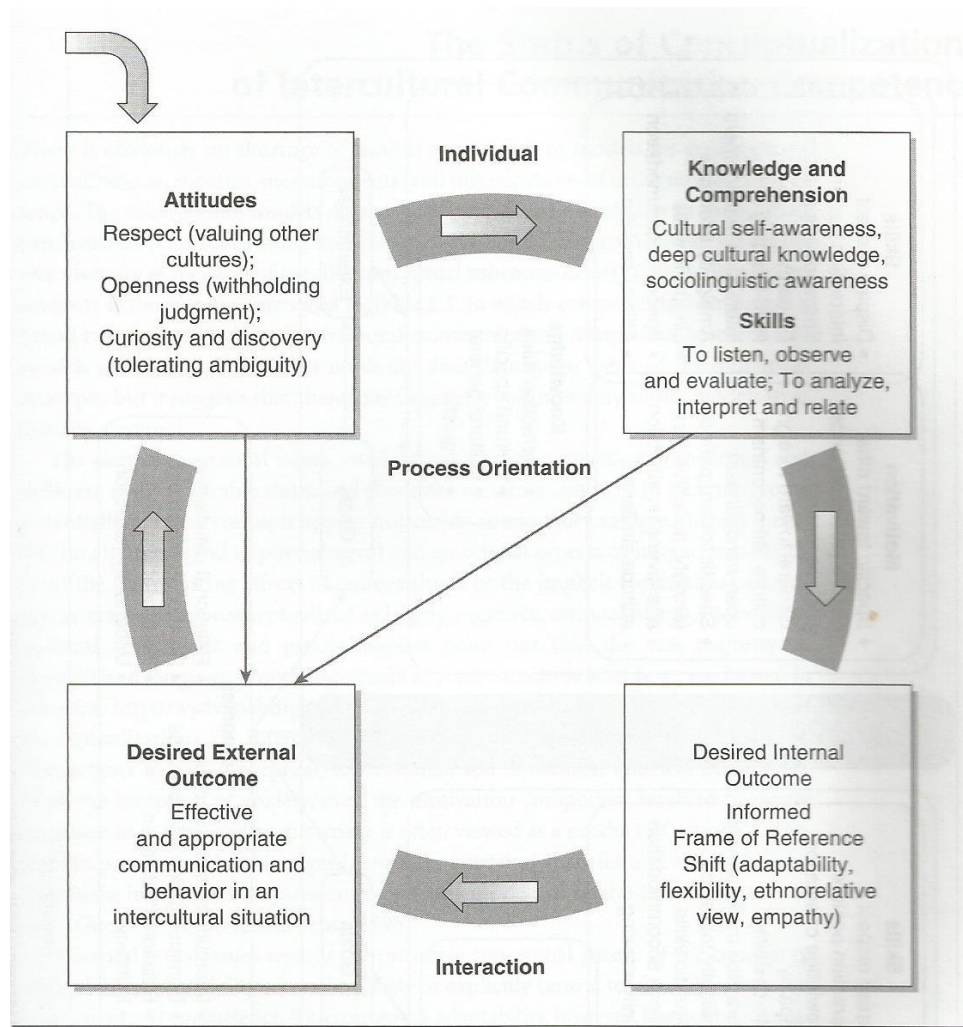 Individual
Attitudes
Respect (valuing other
cultures);
Openness (withholding
judgment);
Curiosity and discovery
(tolerating ambiguity)
Knowledge and
Comprehension
Cultural self-awareness,
deep cultural knowledge,
sociolinguistic awareness
Skills
To listen, observe
and evaluate; To analyze,
interpret and relate
Process Orientation
Desired External
Outcome
Effective
and appropriate
communication and
behavior in an
intercultural situation
Desired Internal
Outcome
Informed
Frame of Reference
Shift (adaptability,
flexibility, ethnorelative
view, empathy)
Interaction